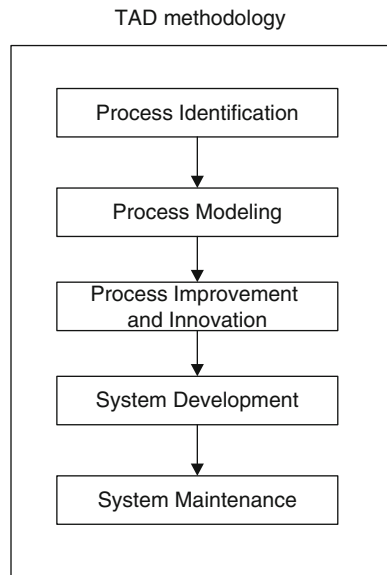 TAD methodology
Process Identification
Process Modeling
Process Improvement
and Innovation
System Development
System Maintenance